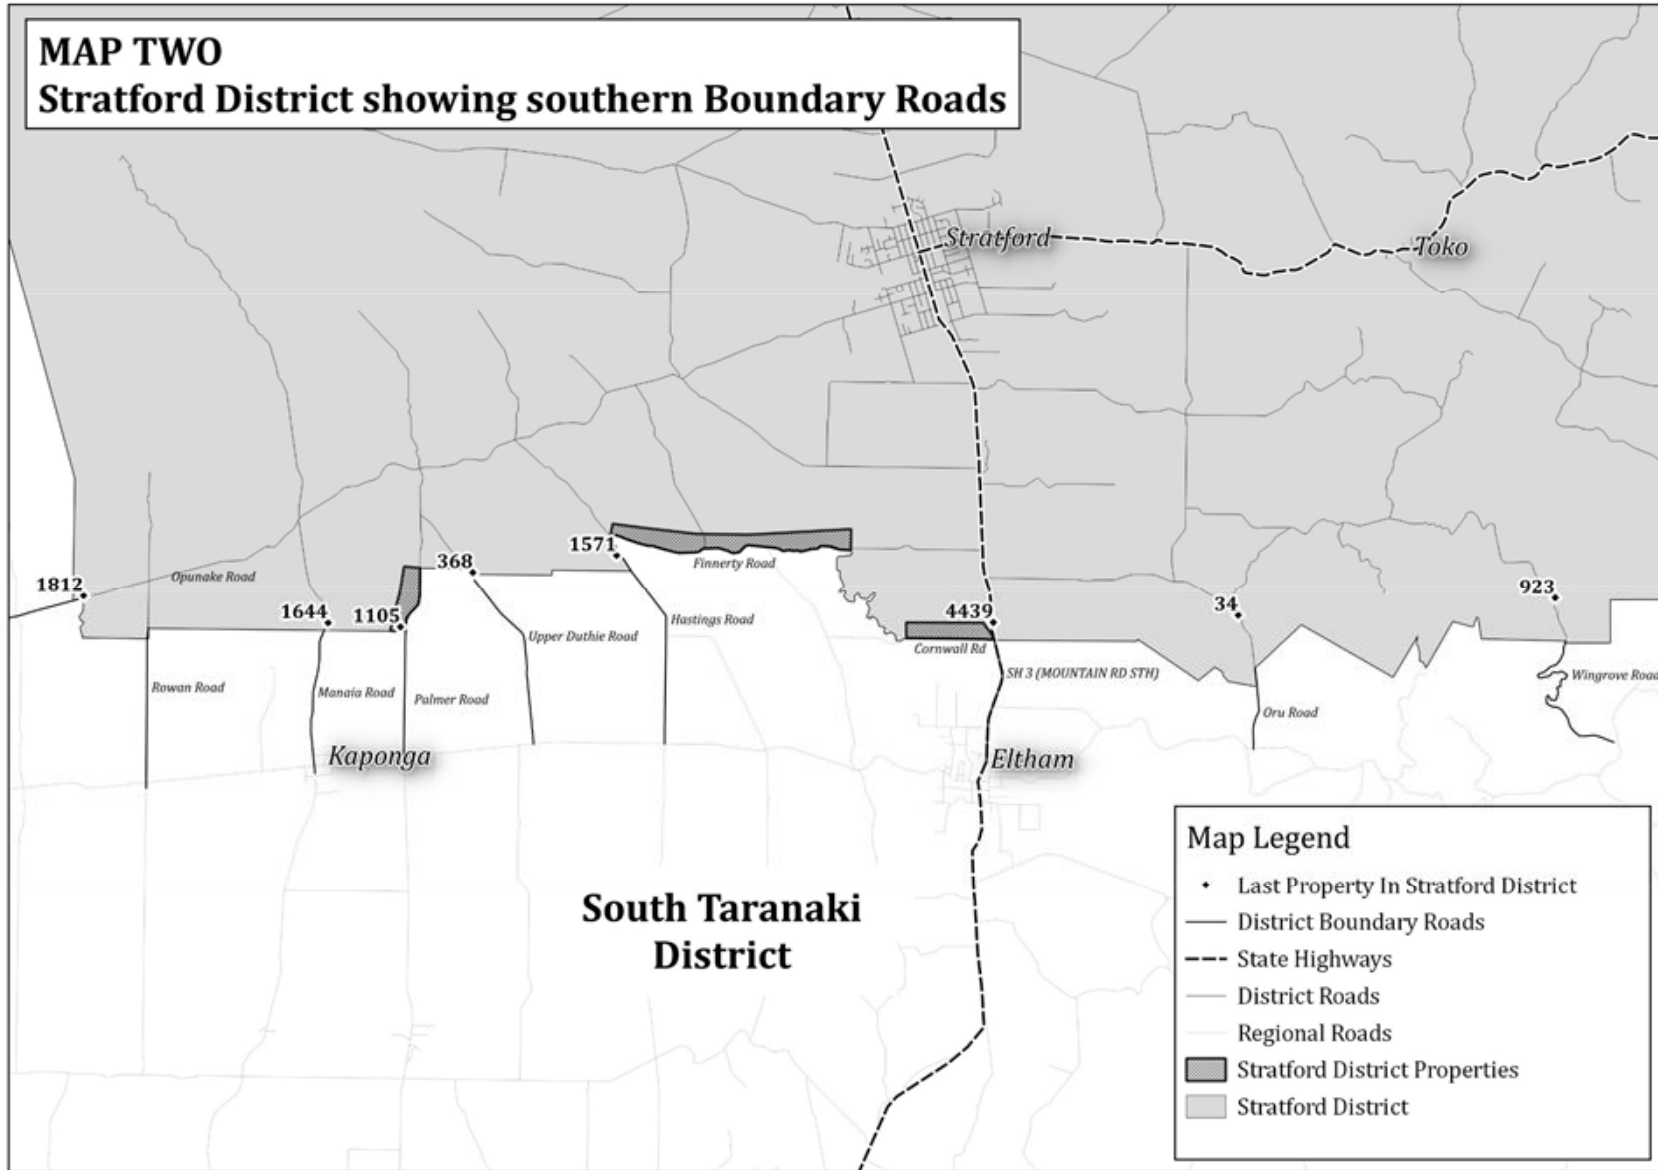 MAP TWO
Stratford District showing southern Boundary Roads
Stratford
Toko
1571
368
Finnerty Road
1812
Opunake Road
923
1644
1105
4439
34
Hastings Road
Upper Duthie Road
Cornwall Rd
SH 3 (MOUNTAIN RD STH)
Wingrove Road
Rowan Road
Manaia Road
Palmer Road
Oru Road
Kaponga
Eltham
South Taranaki
District
Map Legend
Last Property In Stratford District
District Boundary Roads
State Highways
District Roads
Regional Roads
Stratford District Properties
Stratford District